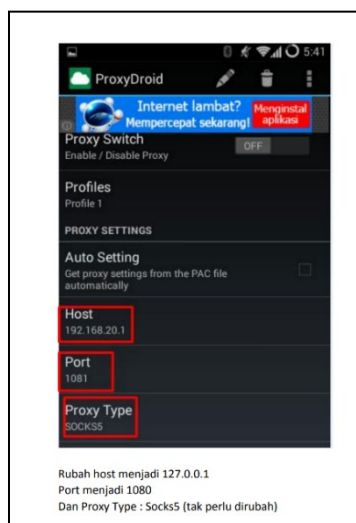 5:41
ProxyDroid
Internet lambat?
Mempercepat sekarang!
Menginstal
aplikasi
Proxy Switch
Enable / Disable Proxy
OFF
Profiles
Profile 1
PROXY SETTINGS
Auto Setting
Get proxy settings from the PAC file
automatically
Host
192.168.20.1
Port
1081
Proxy Type
SOCKS5
Rubah host menjadi 127.0.0.1
Port menjadi 1080
Dan Proxy Type : Socks5 (tak perlu dirubah)